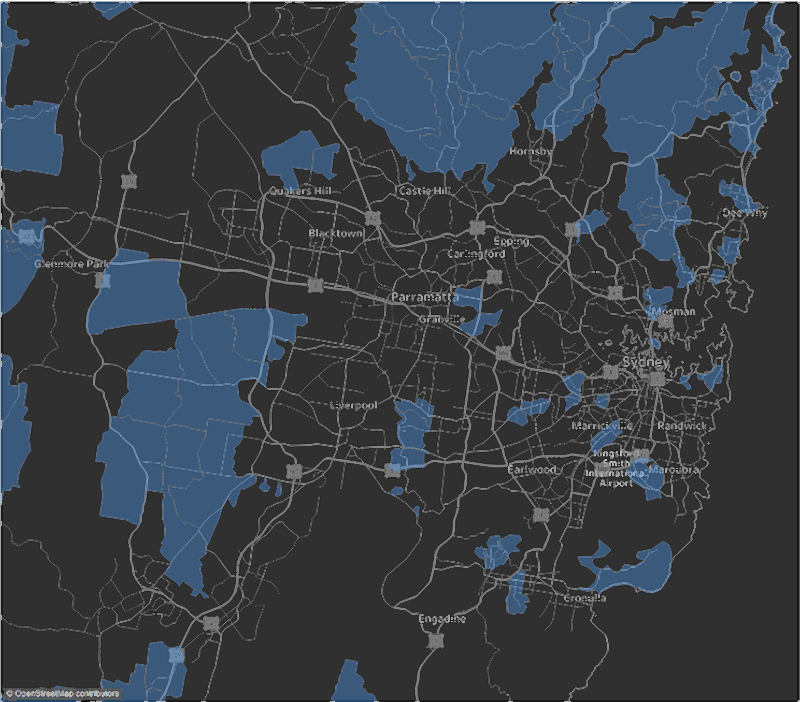 Hornsby
Quakers Hill
Castle Hill
Dee Why
Blacktown
Epping
Carlingford
Glenmore Park
Parramatta
Mosman
Granville
Sydney
Liverpool
Marrickville
Randwick
Kingsford
Smith
International
Airport
Earlwood
Maroubra
Cronulla
Engadine
© OpenStreetMap contributors